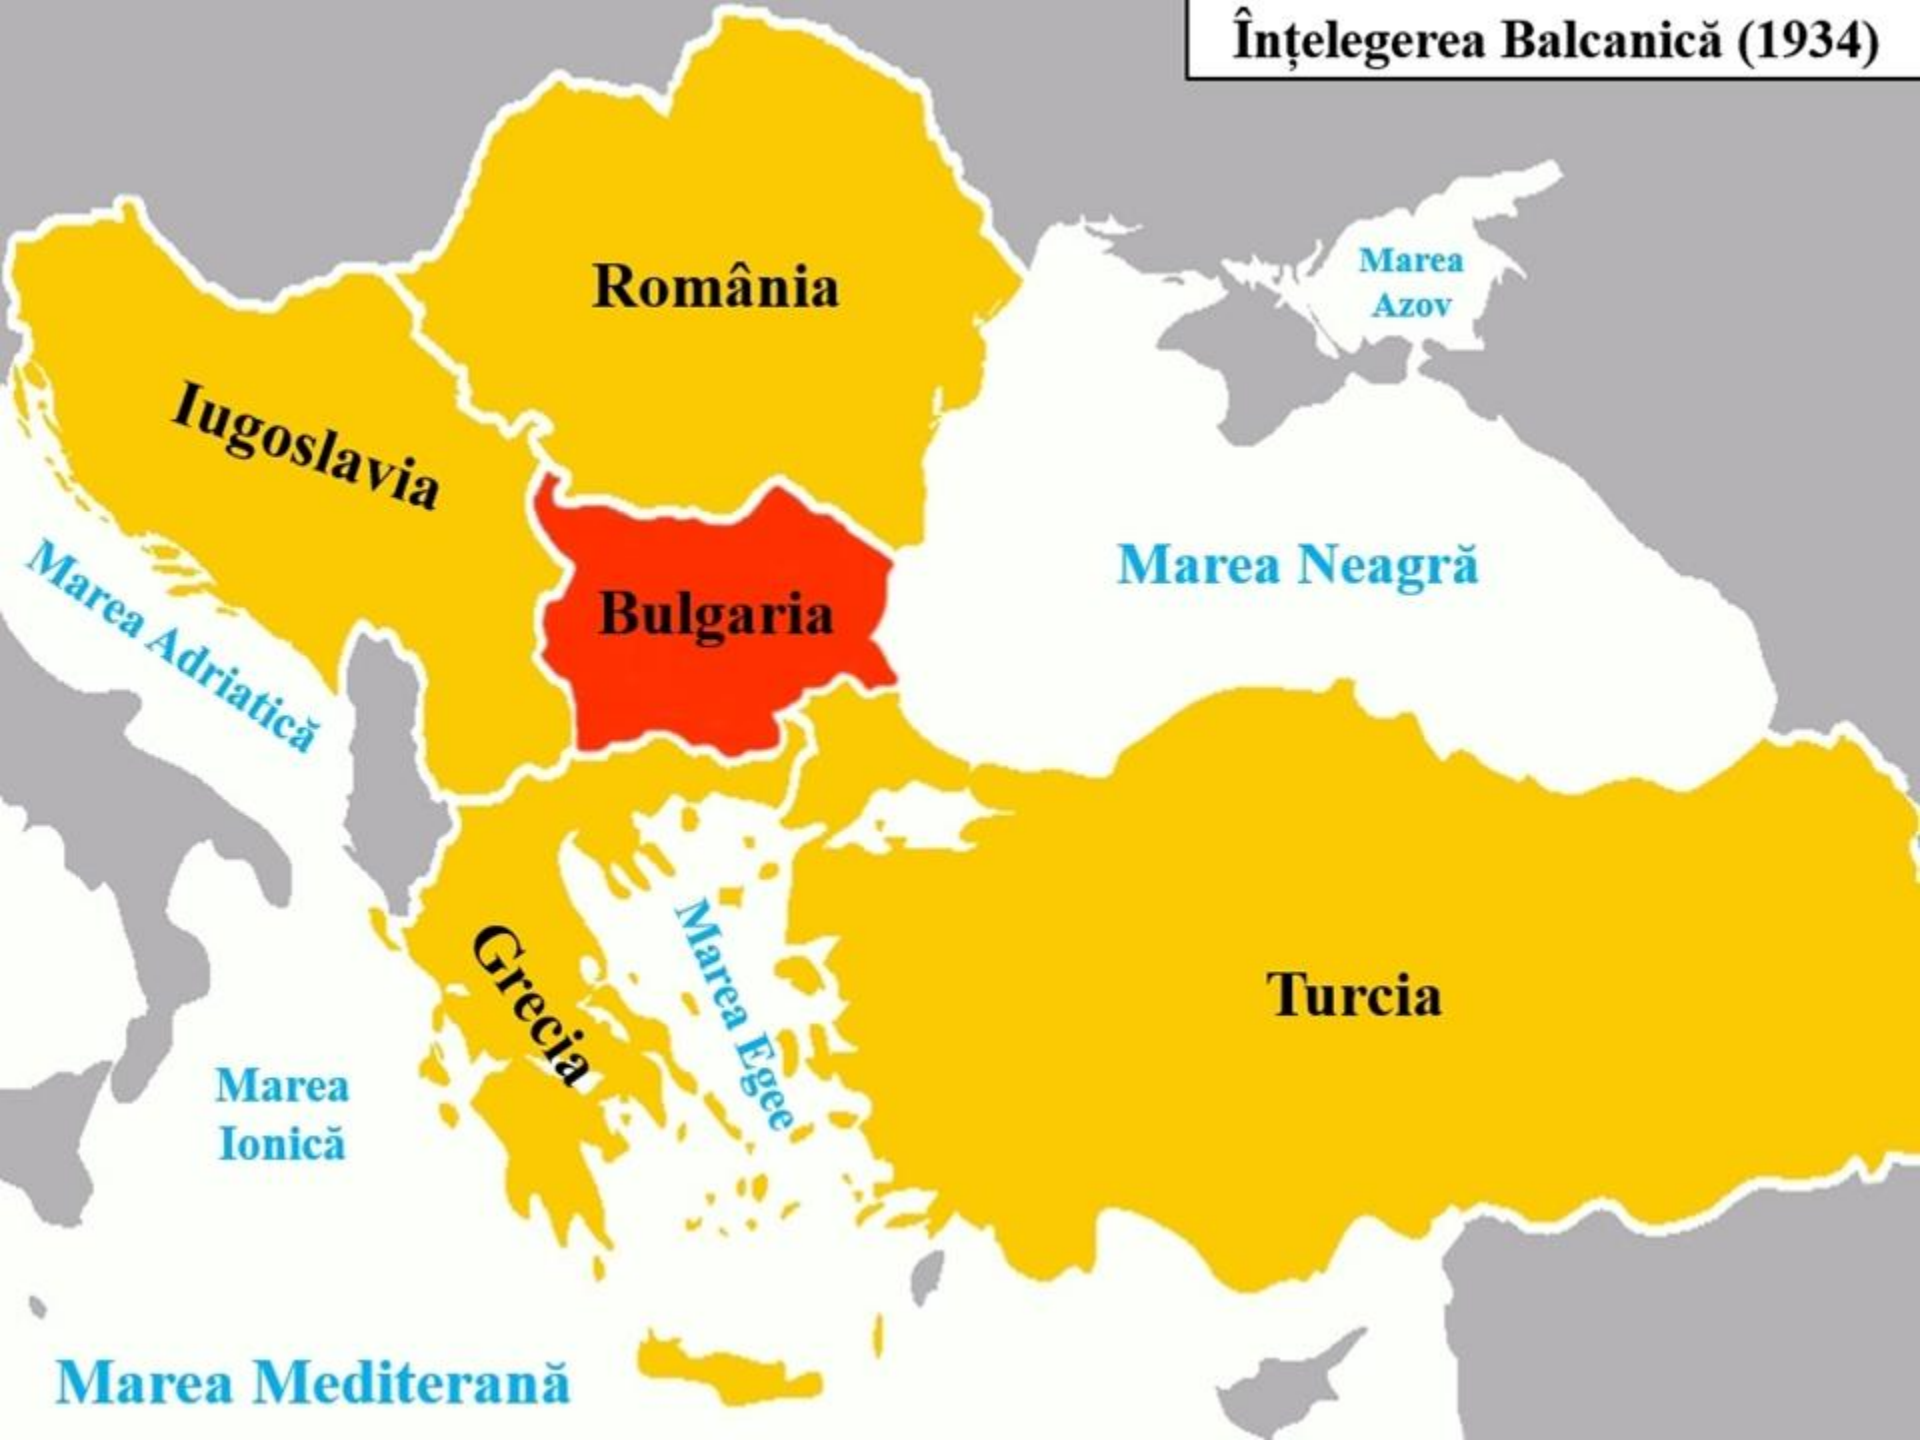 Înțelegerea Balcanică (1934)
România
Marea
Azov
Iugoslavia
Marea Neagră
Bulgaria
Marea Adriatică
Grecia
Marea Egee
Turcia
Marea
Ionică
Marea Mediterană